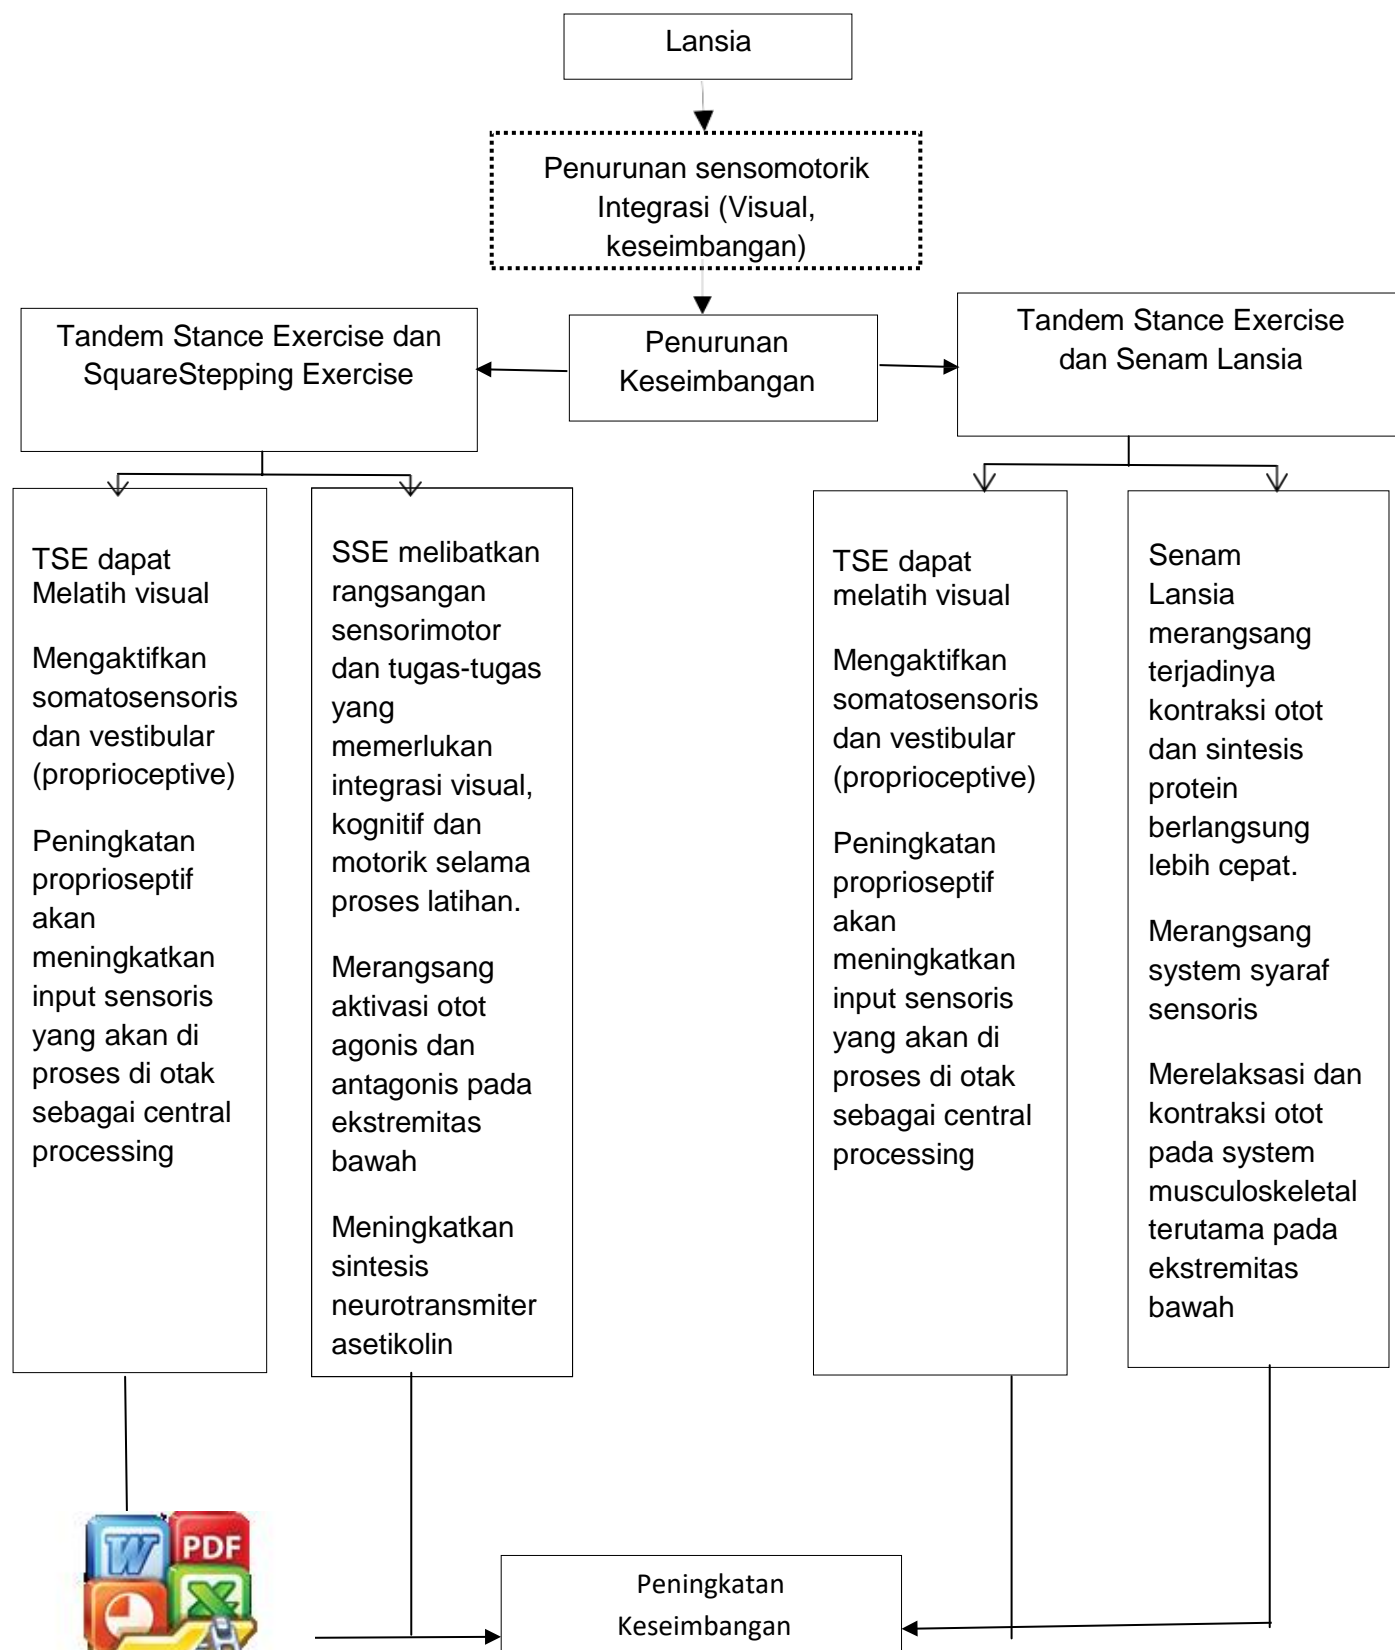 Lansia
Penurunan sensomotorik
Integrasi (Visual,
keseimbangan)
Tandem Stance Exercise dan
SquareStepping Exercise
Penurunan
Keseimbangan
Tandem Stance Exercise
dan Senam Lansia
TSE dapat
Melatih visual
Mengaktifkan
somatosensoris
dan vestibular
(proprioceptive)
Peningkatan
proprioseptif
akan
meningkatkan
input sensoris
yang akan di
proses di otak
sebagai central
processing
SSE melibatkan
rangsangan
sensorimotor
dan tugas-tugas
yang
memerlukan
integrasi visual,
kognitif dan
motorik selama
proses latihan.
Merangsang
aktivasi otot
agonis dan
antagonis pada
ekstremitas
bawah
Meningkatkan
sintesis
neurotransmiter
asetikolin
TSE dapat
melatih visual
Mengaktifkan
somatosensoris
dan vestibular
(proprioceptive)
Peningkatan
proprioseptif
akan
meningkatkan
input sensoris
yang akan di
proses di otak
sebagai central
processing
Senam
Lansia
merangsang
terjadinya
kontraksi otot
dan sintesis
protein
berlangsung
lebih cepat.
Merangsang
system syaraf
sensoris
Merelaksasi dan
kontraksi otot
pada system
musculoskeletal
terutama pada
ekstremitas
bawah
W PDF
X
Peningkatan
Keseimbangan